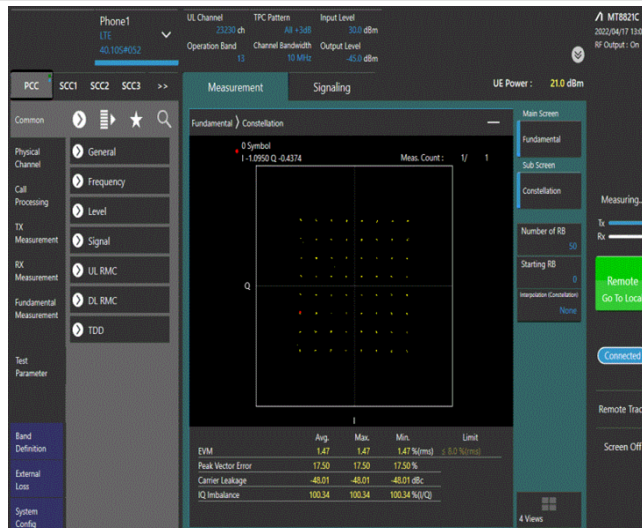 Phone1
LTE
40.105#052
UL Channel
23230 ch
TPC Pattern
All +3dB
Input Level
30.0 dBm
Operation Band
13
Channel Bandwidth
10 MHz
Output Level
-45.0 dBm
MT8821C
2022/04/17 13:0
RF Output : On
PCC
SCC1
SCC2
SCC3
>>
Measurement
Signaling
UE Power : 21.0 dBm
Common
Physical
Channel
Call
Processing
TX
Measurement
RX
Measurement
Fundamental
Measurement
Test
Parameter
Band
Definition
External
Loss
System
Config
General
Frequency
Level
Signal
UL RMC
DL RMC
TDD
Fundamental ⟩ Constellation
0 Symbol
I -1.0950 Q -0.4374
Meas. Count : 1/ 1
Q
I
Avg. Max. Min. Limit
EVM 1.47 1.47 1.47 %(rms) ≤ 8.0 %(rms)
Peak Vector Error 17.50 17.50 17.50 %
Carrier Leakage -48.01 -48.01 -48.01 dBc
IQ Imbalance 100.34 100.34 100.34 %(I/Q)
Main Screen
Fundamental
Sub Screen
Constellation
Number of RB
50
Starting RB
0
Interpolation (Constellation)
None
4 Views
Measuring..
Tx
Rx
Remote
Go To Loca
Connected
Remote Trac
Screen Off